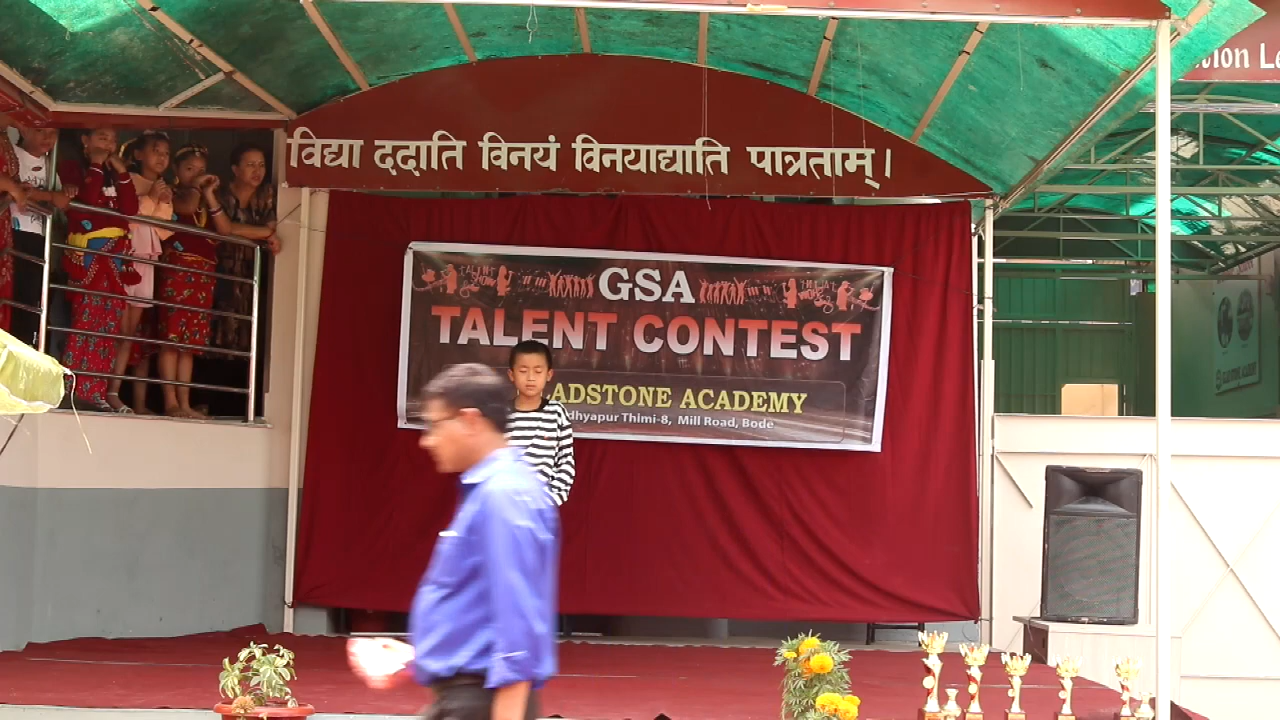 विद्या ददाति विनयं विनयाद्याति पात्रताम्।
GSA
TALENT CONTEST
ADSTONE ACADEMY
dhyapur Thimi-8, Mill Road, Bode